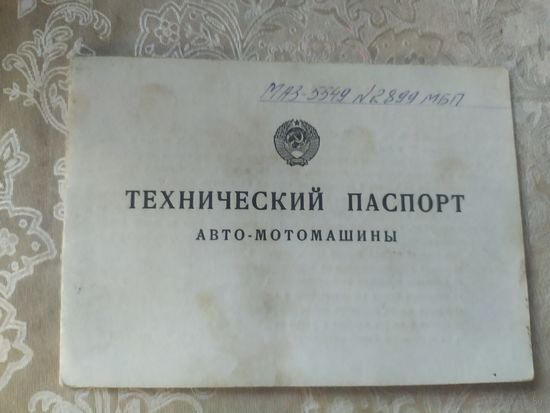 МАЗ-5549 №2899 МБП
ТЕХНИЧЕСКИЙ ПАСПОРТ
АВТО-МОТОМАШИНЫ